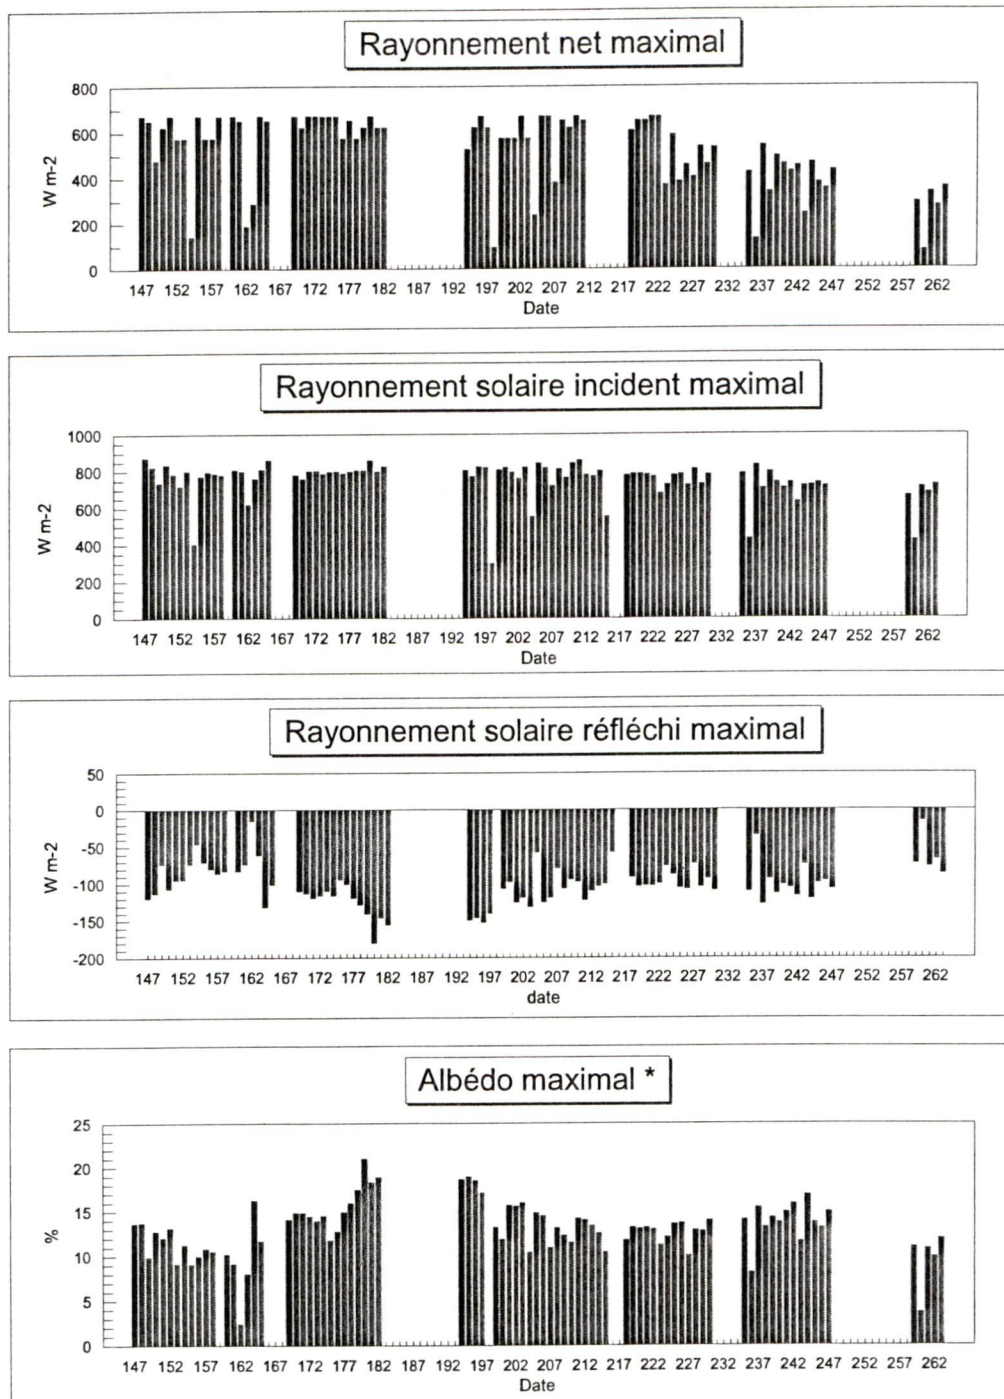 Rayonnement net maximal
800
600
400
200
0
W m-2
147 152 157 162 167 172 177 182 187 192 197 202 207 212 217 222 227 232 237 242 247 252 257 262
Date
Rayonnement solaire incident maximal
1000
800
600
400
200
0
W m-2
147 152 157 162 167 172 177 182 187 192 197 202 207 212 217 222 227 232 237 242 247 252 257 262
Date
Rayonnement solaire réfléchi maximal
50
0
-50
-100
-150
-200
W m-2
147 152 157 162 167 172 177 182 187 192 197 202 207 212 217 222 227 232 237 242 247 252 257 262
date
Albédo maximal *
25
20
15
10
5
0
%
147 152 157 162 167 172 177 182 187 192 197 202 207 212 217 222 227 232 237 242 247 252 257 262
Date